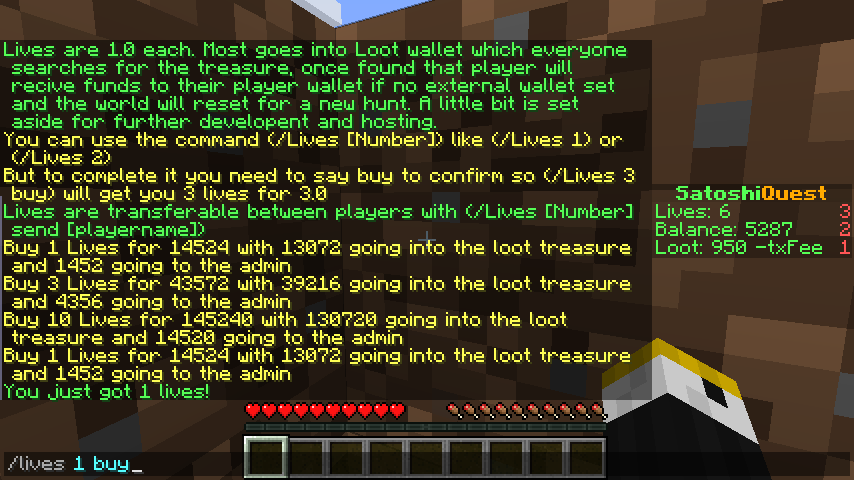 Lives are 1.0 each. Most goes into Loot wallet which everyone
searches for the treasure, once found that player will
recive funds to their player wallet if no external wallet set
and the world will reset for a new hunt. A little bit is set
aside for further developent and hosting.
You can use the command (/Lives [Number]) like (/Lives 1) or
(/Lives 2)
But to complete it you need to say buy to confirm so (/Lives 3
buy) will get you 3 lives for 3.0
Lives are transferable between players with (/Lives [Number]
send [playername])
Buy 1 Lives for 14524 with 13072 going into the loot treasure
and 1452 going to the admin
Buy 3 Lives for 43572 with 39216 going into the loot treasure
and 4356 going to the admin
Buy 10 Lives for 145240 with 130720 going into the loot
treasure and 14520 going to the admin
Buy 1 Lives for 14524 with 13072 going into the loot treasure
and 1452 going to the admin
You just got 1 lives!
/lives 1 buy_
SatoshiQuest
Lives: 6 3
Balance: 5287 2
Loot: 950 -txFee 1